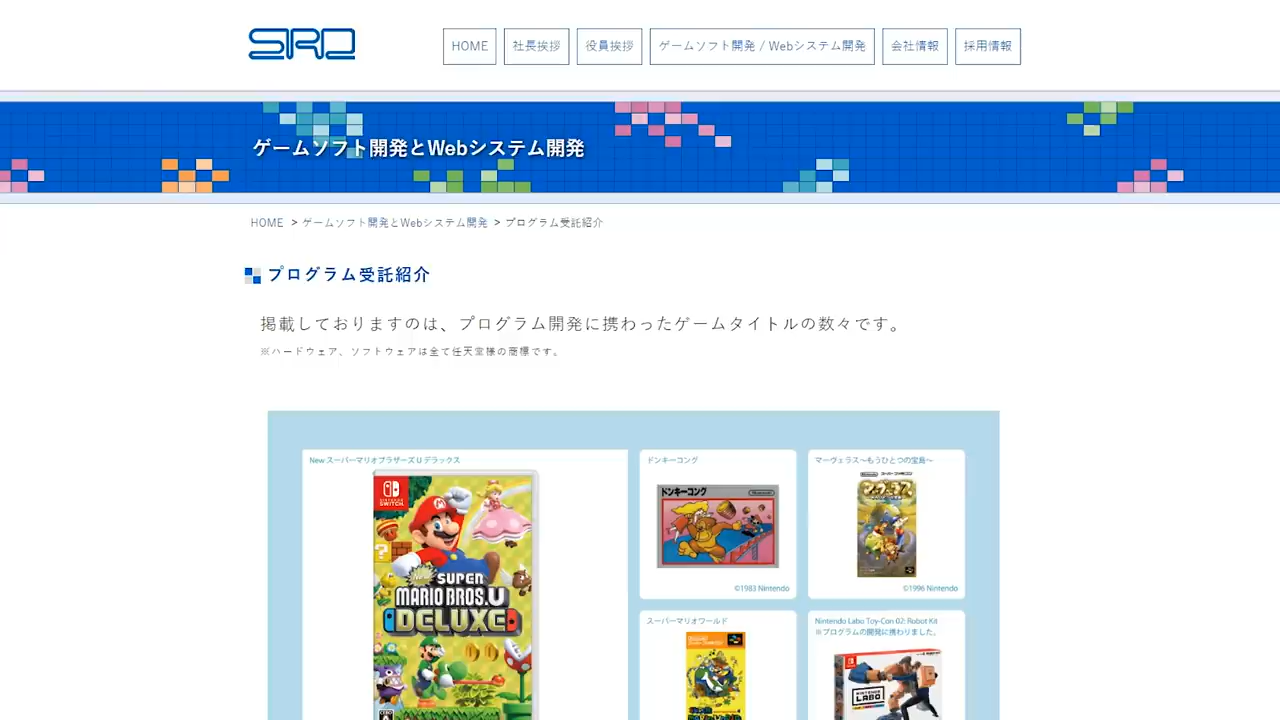 SRD
HOME 社長挨拶 役員挨拶 ゲームソフト開発 / Webシステム開発 会社情報 採用情報
ゲームソフト開発とWebシステム開発
HOME > ゲームソフト開発とWebシステム開発 > プログラム受託紹介
プログラム受託紹介
掲載しておりますのは、プログラム開発に携わったゲームタイトルの数々です。
※ハードウェア、ソフトウェアは全て任天堂様の商標です。
New スーパーマリオブラザーズ U デラックス
NINTENDO
SWITCH
New
SUPER
MARIO BROS.U
DELUXE
ドンキーコング
ドンキーコング
Nintendo
©1983 Nintendo
マーヴェラス〜もうひとつの宝島〜
マーヴェラス
©1996 Nintendo
スーパーマリオワールド
Nintendo Labo Toy-Con 02: Robot Kit
※プログラムの開発に携わりました。
NINTENDO
LABO